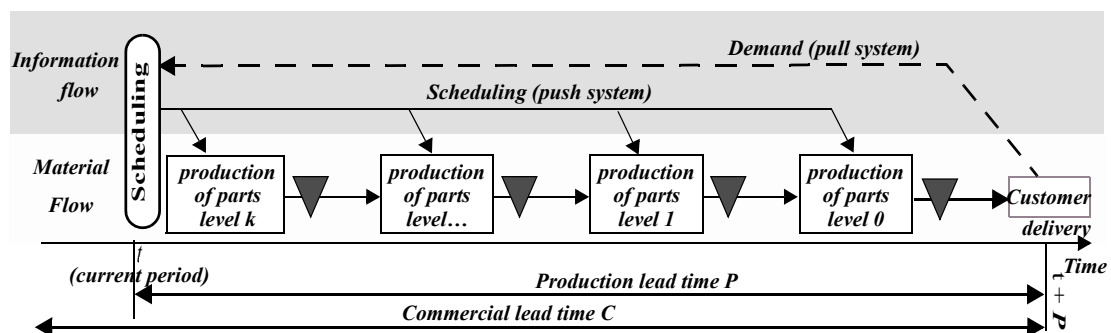 Information
flow
Scheduling
Demand (pull system)
Scheduling (push system)
Material
Flow
production
of parts
level k
production
of parts
level…
production
of parts
level 1
production
of parts
level 0
Customer
delivery
t
(current period)
Time
t + P
Production lead time P
Commercial lead time C